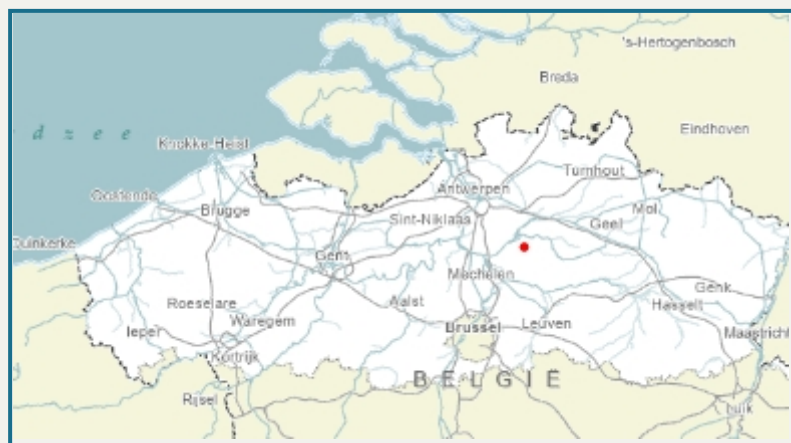 's-Hertogenbosch
Breda
dzee
Eindhoven
Knokke-Heist
Turnhout
Antwerpen
Oostende
Mol
Brugge
Sint-Niklaas
Geel
Duinkerke
Gent
Mechelen
Genk
Roeselare
Aalst
Hasselt
Waregem
Brussel
Leuven
Ieper
Maastricht
Kortrijk
BELGIË
Rijsel
Luik